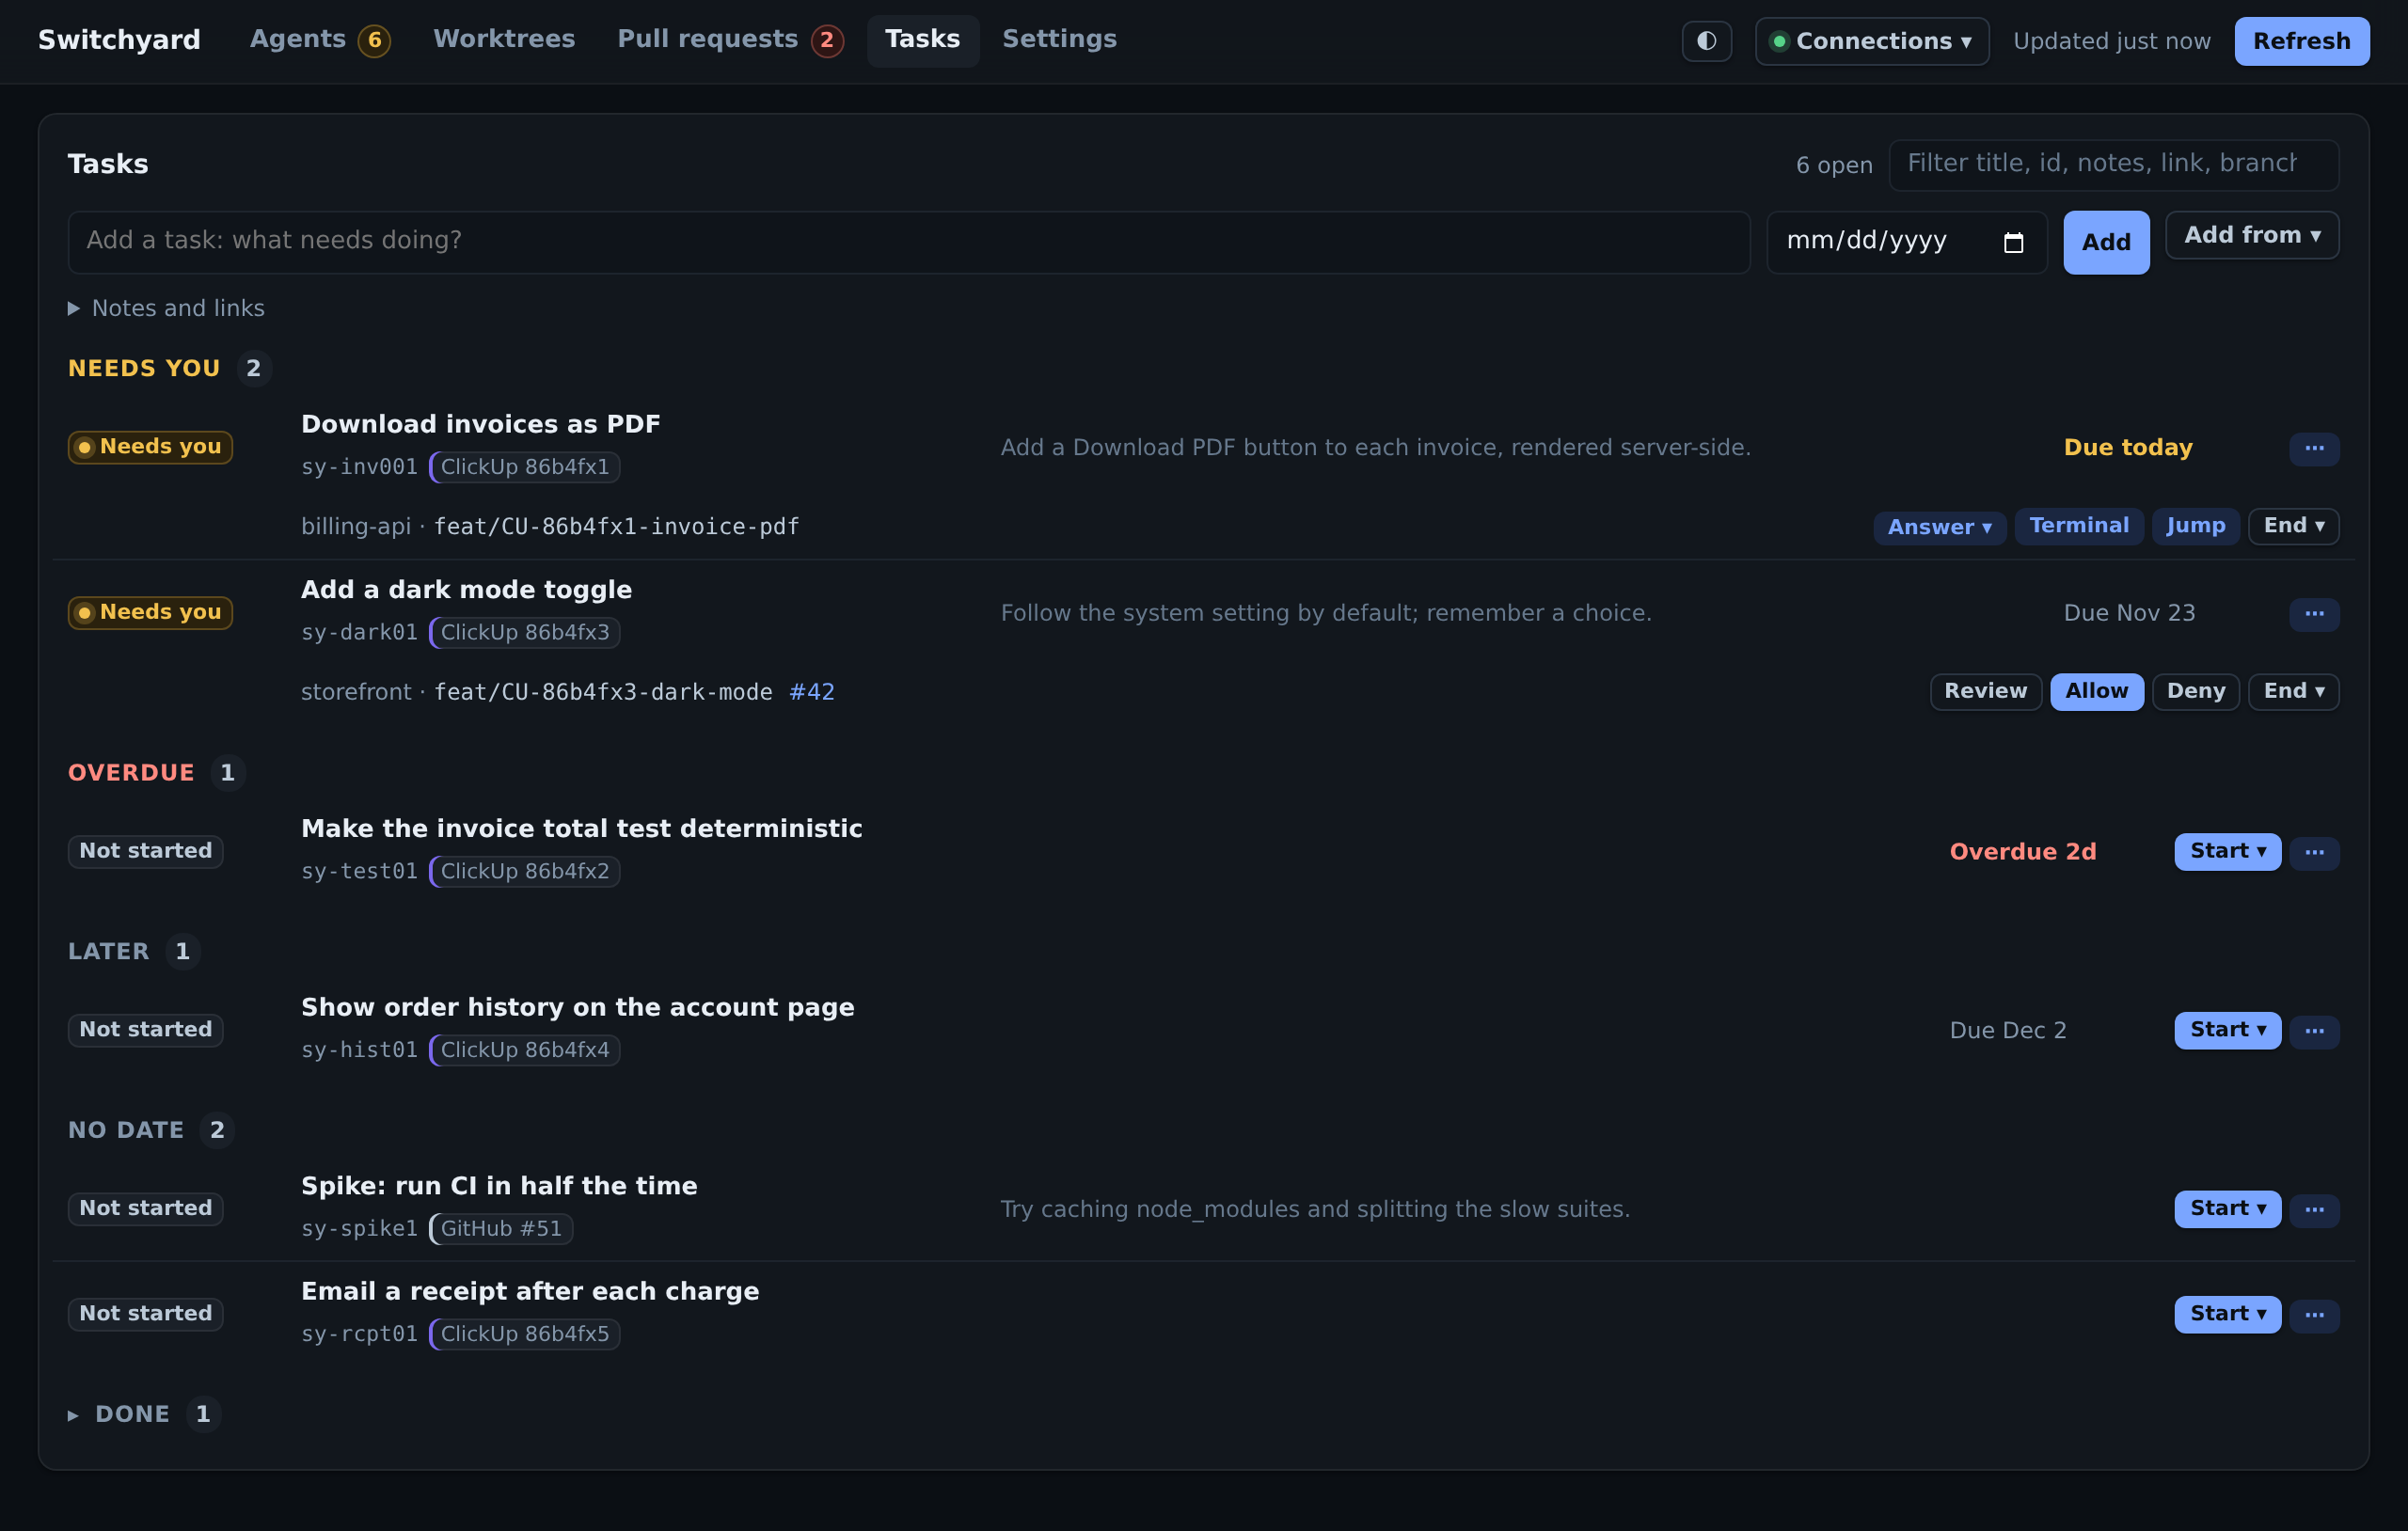 Switchyard Agents 6 Worktrees Pull requests 2 Tasks Settings Connections ▾ Updated just now Refresh
Tasks 6 open Filter title, id, notes, link, branch
Add a task: what needs doing? mm/dd/yyyy Add Add from ▾
▶ Notes and links
NEEDS YOU 2
Needs you Download invoices as PDF Add a Download PDF button to each invoice, rendered server-side. Due today ···
sy-inv001 ClickUp 86b4fx1
billing-api · feat/CU-86b4fx1-invoice-pdf Answer ▾ Terminal Jump End ▾
Needs you Add a dark mode toggle Follow the system setting by default; remember a choice. Due Nov 23 ···
sy-dark01 ClickUp 86b4fx3
storefront · feat/CU-86b4fx3-dark-mode #42 Review Allow Deny End ▾
OVERDUE 1
Not started Make the invoice total test deterministic Overdue 2d Start ▾ ···
sy-test01 ClickUp 86b4fx2
LATER 1
Not started Show order history on the account page Due Dec 2 Start ▾ ···
sy-hist01 ClickUp 86b4fx4
NO DATE 2
Not started Spike: run CI in half the time Try caching node_modules and splitting the slow suites. Start ▾ ···
sy-spike1 GitHub #51
Not started Email a receipt after each charge Start ▾ ···
sy-rcpt01 ClickUp 86b4fx5
▸ DONE 1